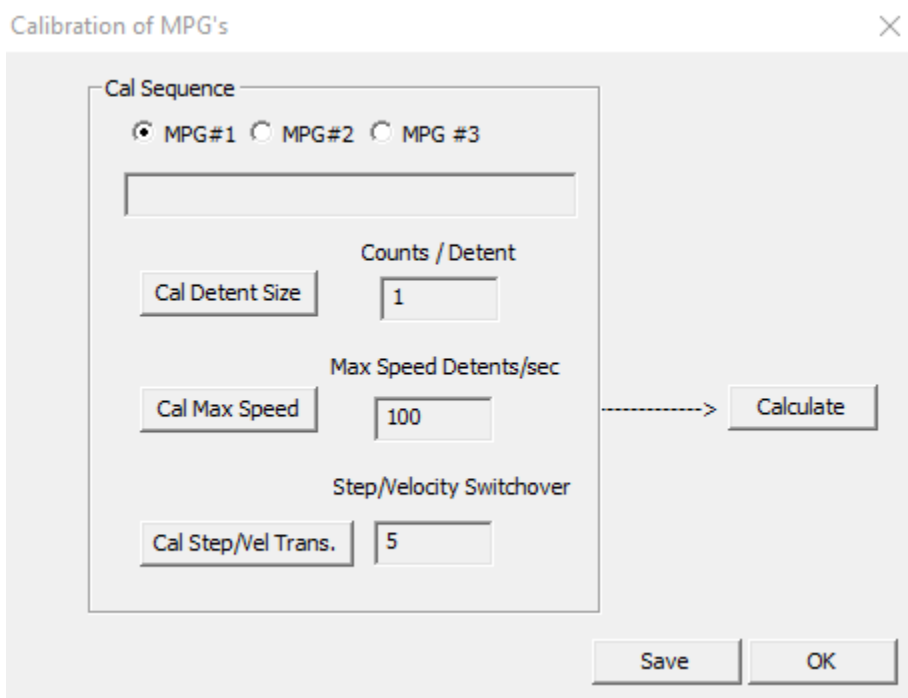 Calibration of MPG's
Cal Sequence
MPG#1 MPG#2 MPG #3
Counts / Detent
Cal Detent Size 1
Max Speed Detents/sec
Cal Max Speed 100 -------------> Calculate
Step/Velocity Switchover
Cal Step/Vel Trans. 5
Save OK